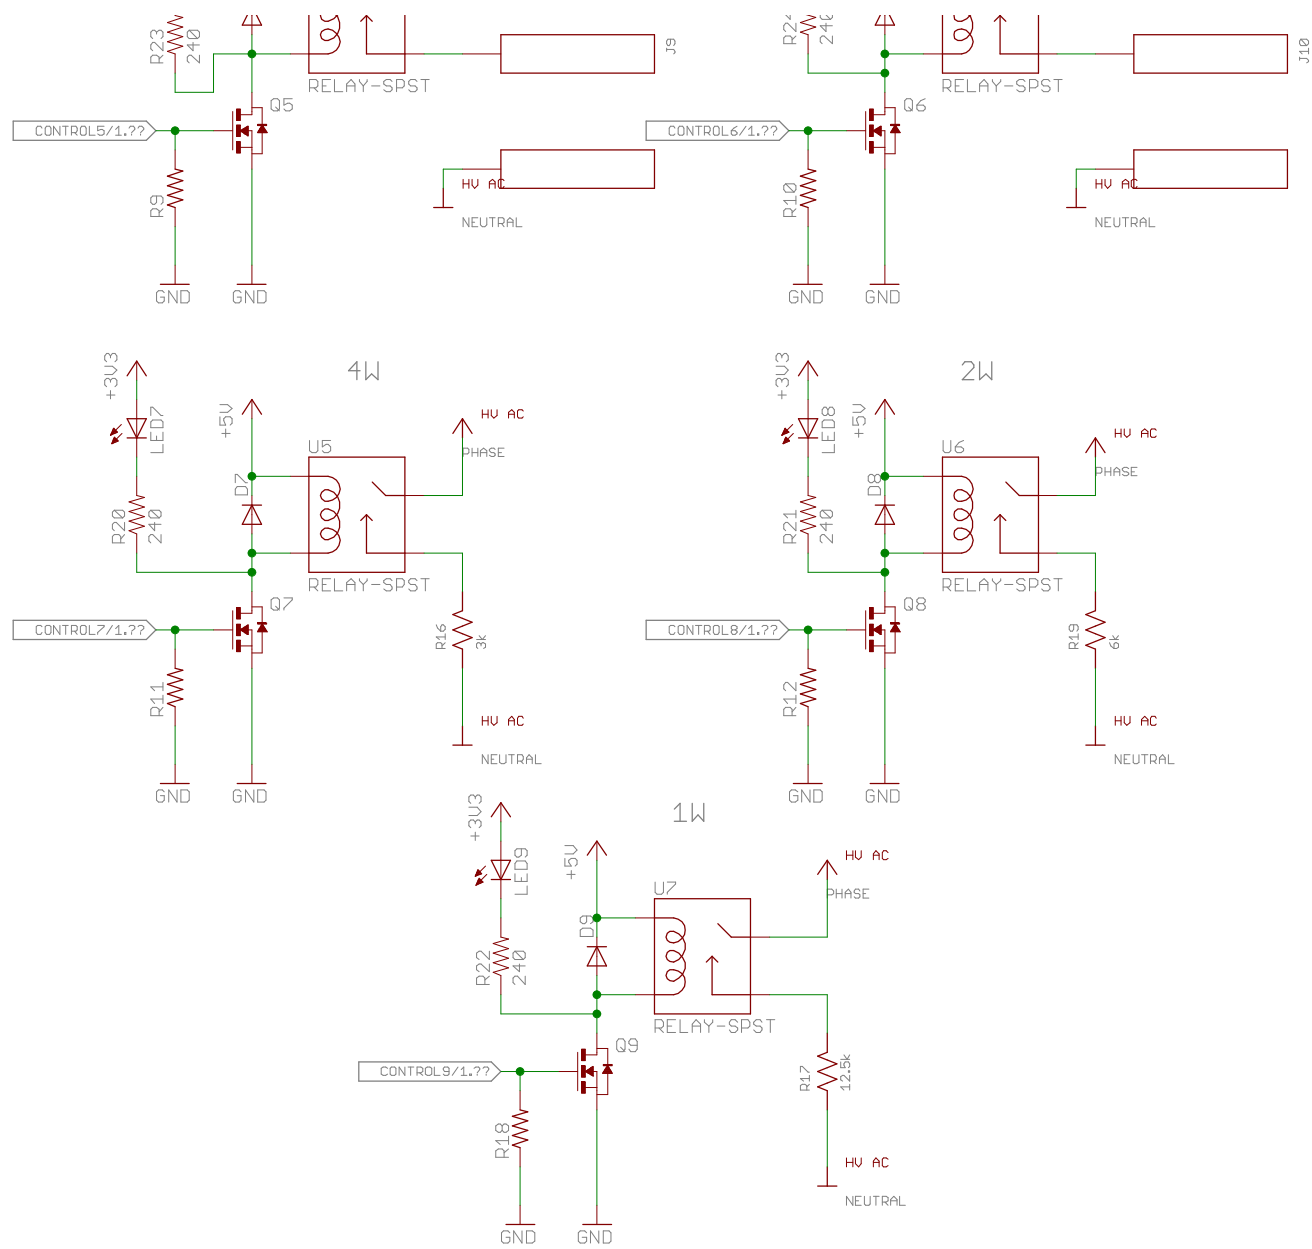 R23
240
RELAY-SPST
J9
Q5
CONTROL5/1.??
R9
HV AC
NEUTRAL
GND
GND
240
RELAY-SPST
J10
Q6
CONTROL6/1.??
R10
HV AC
NEUTRAL
GND
GND
4W
+3V3
LED7
+5V
HV AC
PHASE
U5
D7
R20
240
RELAY-SPST
Q7
CONTROL7/1.??
R16
3k
R11
HV AC
NEUTRAL
GND
GND
2W
+3V3
LED8
+5V
HV AC
PHASE
U6
D8
R21
240
RELAY-SPST
Q8
CONTROL8/1.??
R19
6k
R12
HV AC
NEUTRAL
GND
GND
1W
+3V3
LED9
+5V
HV AC
PHASE
U7
D9
R22
240
RELAY-SPST
Q9
CONTROL9/1.??
R17
12.5k
R18
HV AC
NEUTRAL
GND
GND